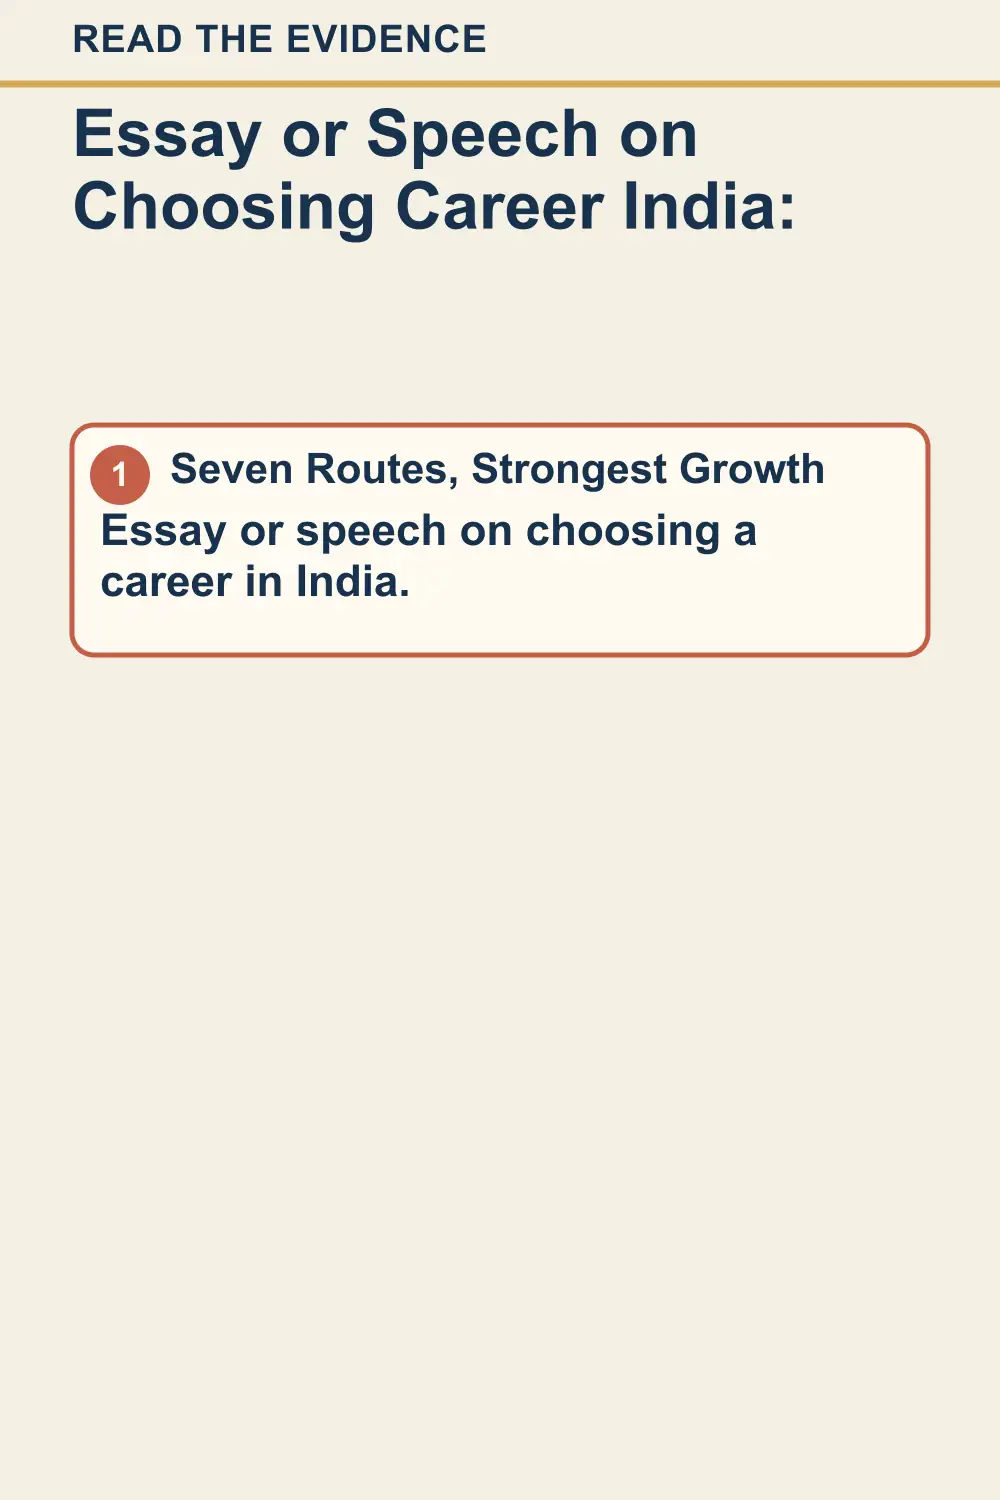 READ THE EVIDENCE
Essay or Speech on
Choosing Career India:
1 Seven Routes, Strongest Growth
Essay or speech on choosing a
career in India.